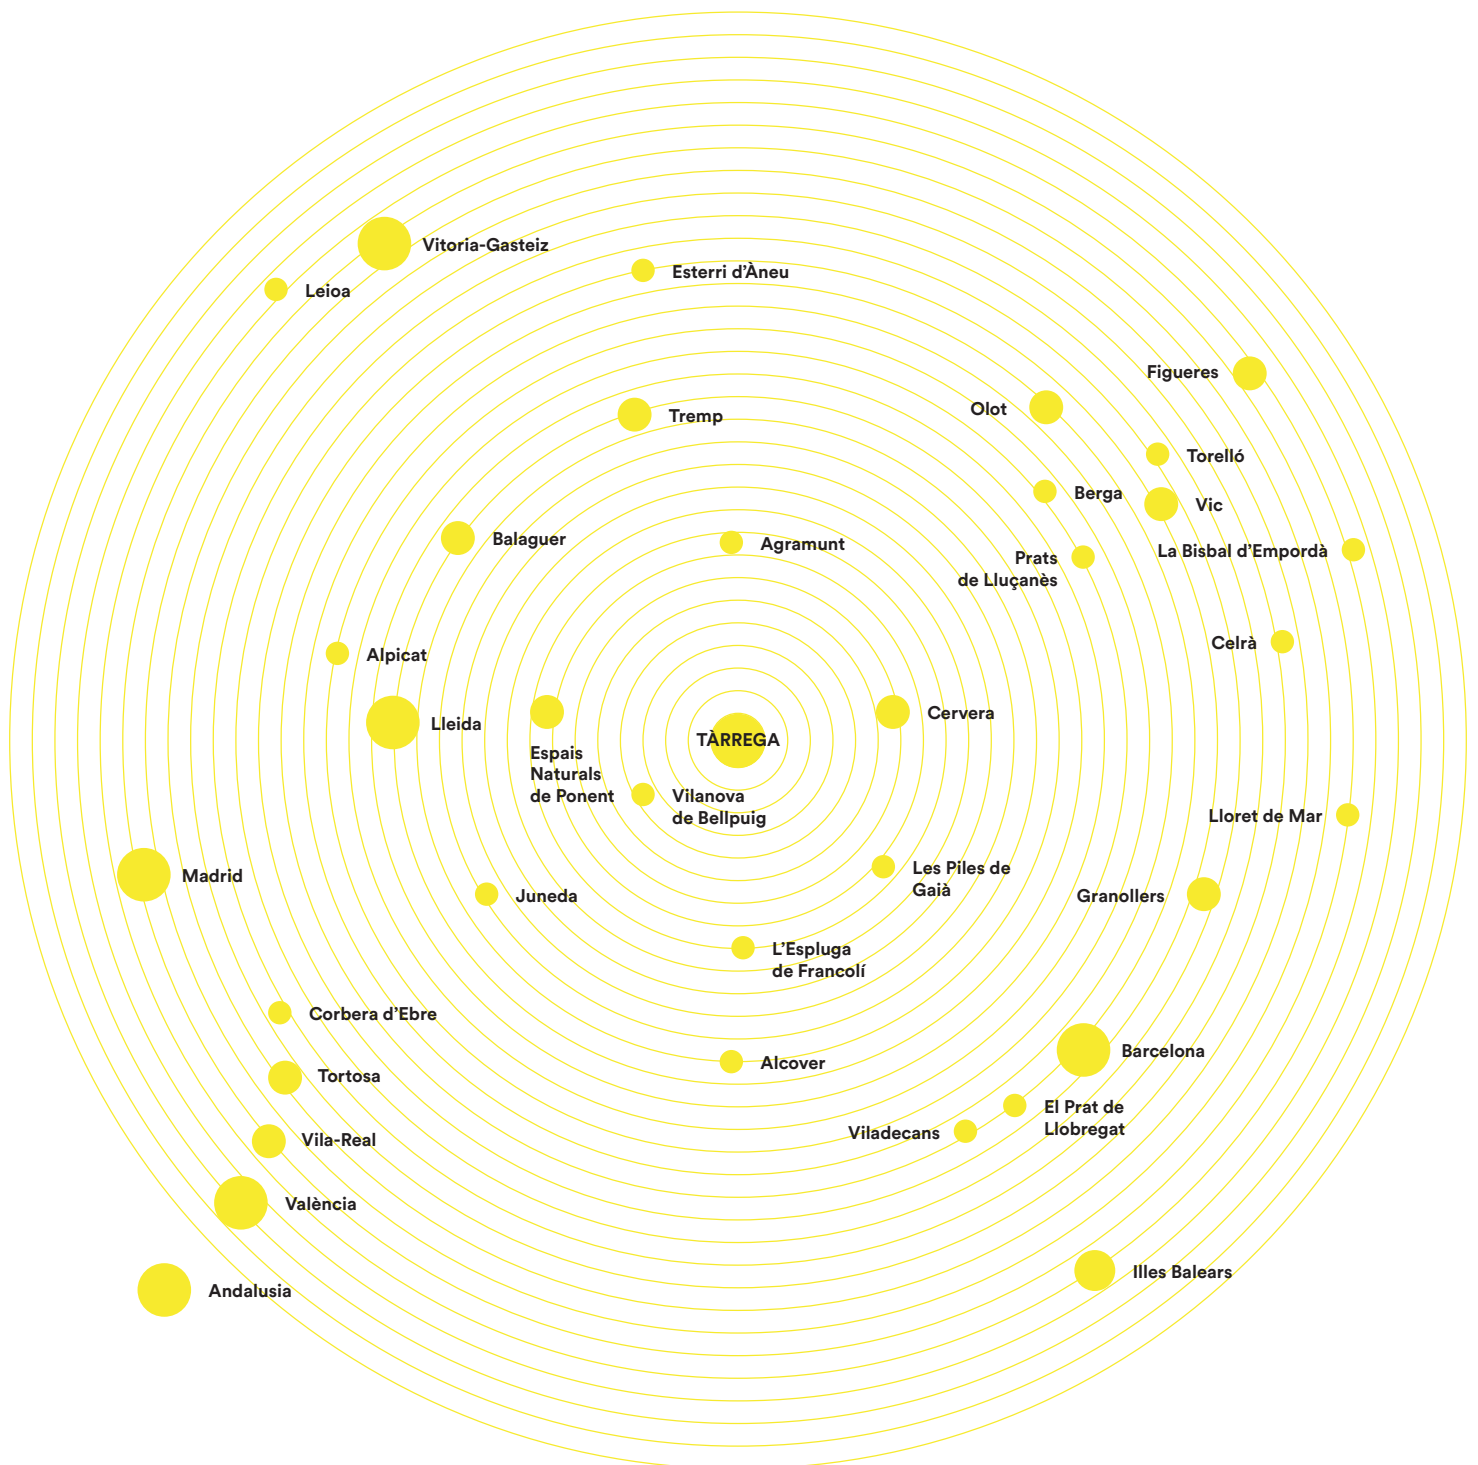 Vitoria-Gasteiz
Esterri d’Àneu
Leioa
Figueres
Olot
Tremp
Torelló
Berga
Vic
Balaguer
Agramunt
La Bisbal d’Empordà
Prats
de Lluçanès
Celrà
Alpicat
Cervera
Lleida
TÀRREGA
Espais
Naturals
de Ponent
Vilanova
de Bellpuig
Lloret de Mar
Les Piles de
Gaià
Madrid
Juneda
Granollers
L’Espluga
de Francolí
Corbera d’Ebre
Barcelona
Alcover
Tortosa
El Prat de
Llobregat
Viladecans
Vila-Real
València
Illes Balears
Andalusia